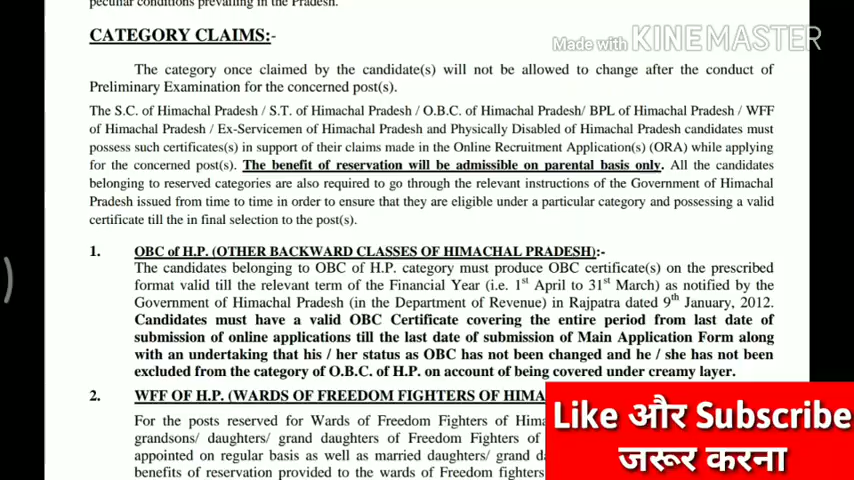 peculiar conditions prevailing in the Pradesh.
CATEGORY CLAIMS:-
Made with KINEMASTER
The category once claimed by the candidate(s) will not be allowed to change after the conduct of
Preliminary Examination for the concerned post(s).
The S.C. of Himachal Pradesh / S.T. of Himachal Pradesh / O.B.C. of Himachal Pradesh/ BPL of Himachal Pradesh / WFF
of Himachal Pradesh / Ex-Servicemen of Himachal Pradesh and Physically Disabled of Himachal Pradesh candidates must
possess such certificates(s) in support of their claims made in the Online Recruitment Application(s) (ORA) while applying
for the concerned post(s). The benefit of reservation will be admissible on parental basis only. All the candidates
belonging to reserved categories are also required to go through the relevant instructions of the Government of Himachal
Pradesh issued from time to time in order to ensure that they are eligible under a particular category and possessing a valid
certificate till the in final selection to the post(s).
1. OBC of H.P. (OTHER BACKWARD CLASSES OF HIMACHAL PRADESH):-
The candidates belonging to OBC of H.P. category must produce OBC certificate(s) on the prescribed
format valid till the relevant term of the Financial Year (i.e. 1st April to 31st March) as notified by the
Government of Himachal Pradesh (in the Department of Revenue) in Rajpatra dated 9th January, 2012.
Candidates must have a valid OBC Certificate covering the entire period from last date of
submission of online applications till the last date of submission of Main Application Form along
with an undertaking that his / her status as OBC has not been changed and he / she has not been
excluded from the category of O.B.C. of H.P. on account of being covered under creamy layer.
2. WFF OF H.P. (WARDS OF FREEDOM FIGHTERS OF HIMA
For the posts reserved for Wards of Freedom Fighters of Hima
grandsons/ daughters/ grand daughters of Freedom Fighters of
appointed on regular basis as well as married daughters/ grand da
benefits of reservation provided to the wards of Freedom fighters
Like और Subscribe
जरूर करना